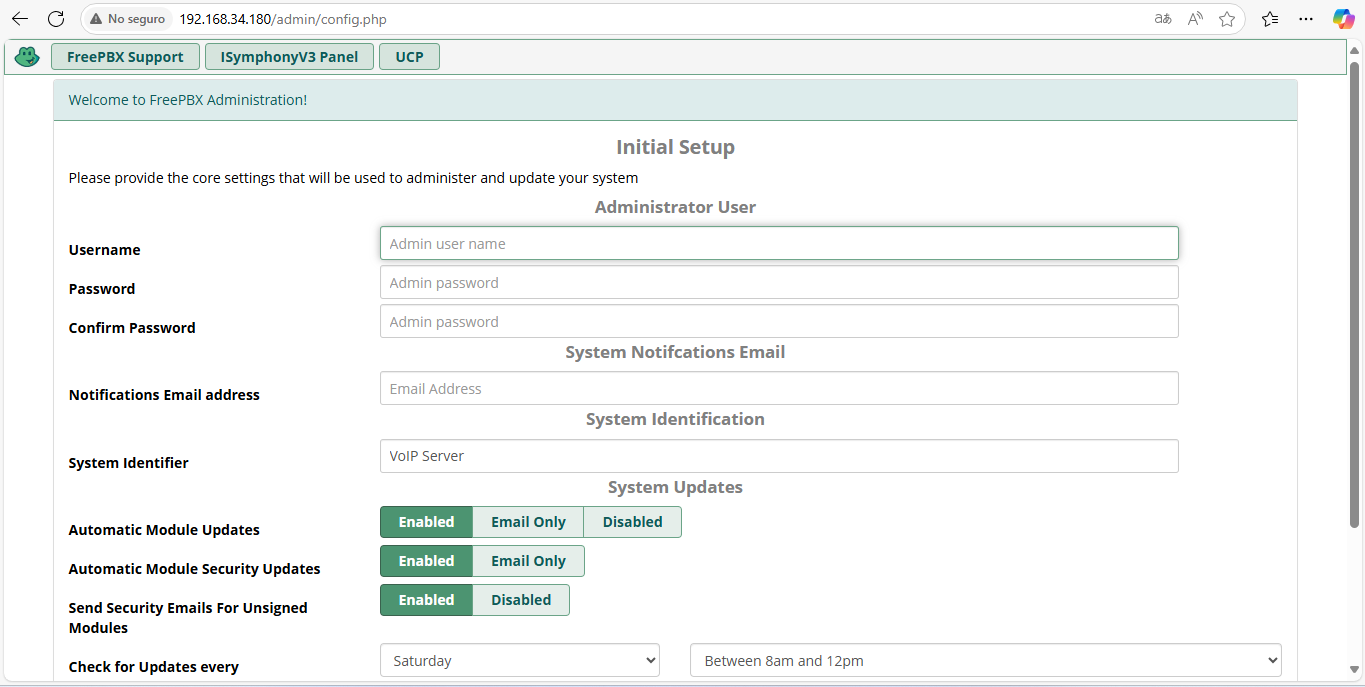 No seguro 192.168.34.180/admin/config.php
FreePBX Support ISymphonyV3 Panel UCP
Welcome to FreePBX Administration!
Initial Setup
Please provide the core settings that will be used to administer and update your system
Administrator User
Username Admin user name
Password Admin password
Confirm Password Admin password
System Notifcations Email
Notifications Email address Email Address
System Identification
System Identifier VoIP Server
System Updates
Automatic Module Updates Enabled Email Only Disabled
Automatic Module Security Updates Enabled Email Only
Send Security Emails For Unsigned
Modules Enabled Disabled
Check for Updates every Saturday Between 8am and 12pm